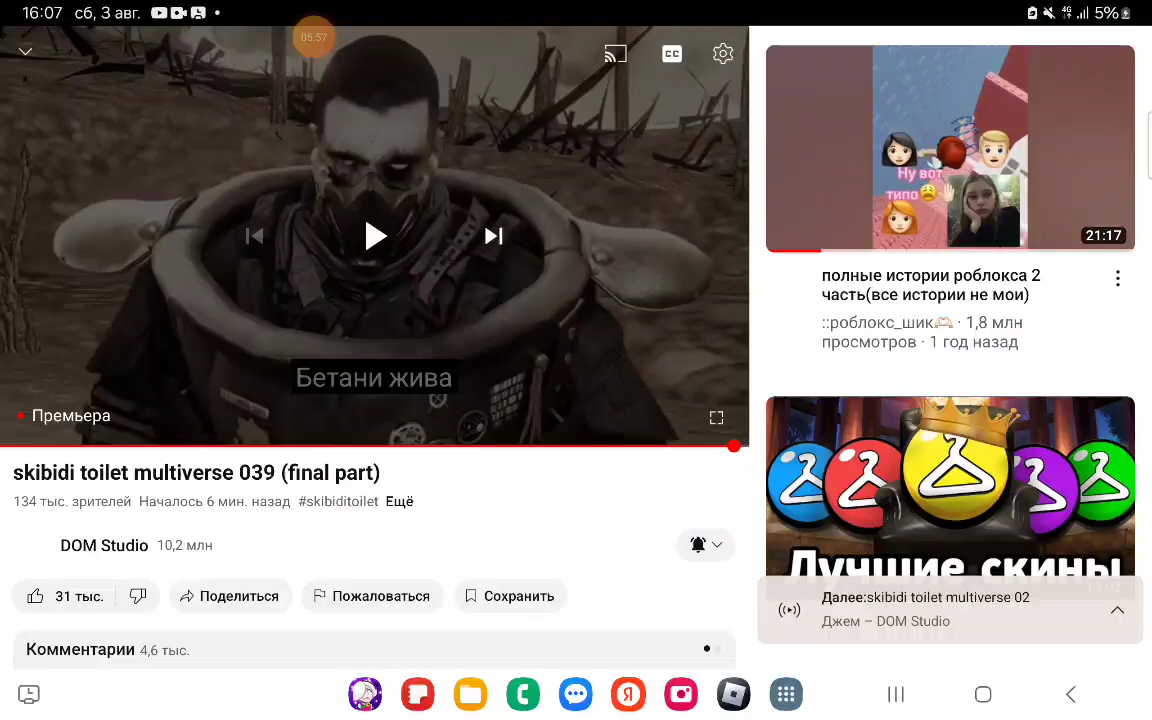 16:07 сб, 3 авг.
4G 5%
05:57
CC
Бетани жива
Премьера
skibidi toilet multiverse 039 (final part)
134 тыс. зрителей Началось 6 мин. назад #skibiditoilet Ещё
DOM Studio 10,2 млн
31 тыс.
Поделиться
Пожаловаться
Сохранить
Комментарии 4,6 тыс.
Ну вот
типо
21:17
полные истории роблокса 2
часть(все истории не мои)
::роблокс_шик · 1,8 млн
просмотров · 1 год назад
Лучшие скины
Далее:skibidi toilet multiverse 02
Джем – DOM Studio
Я